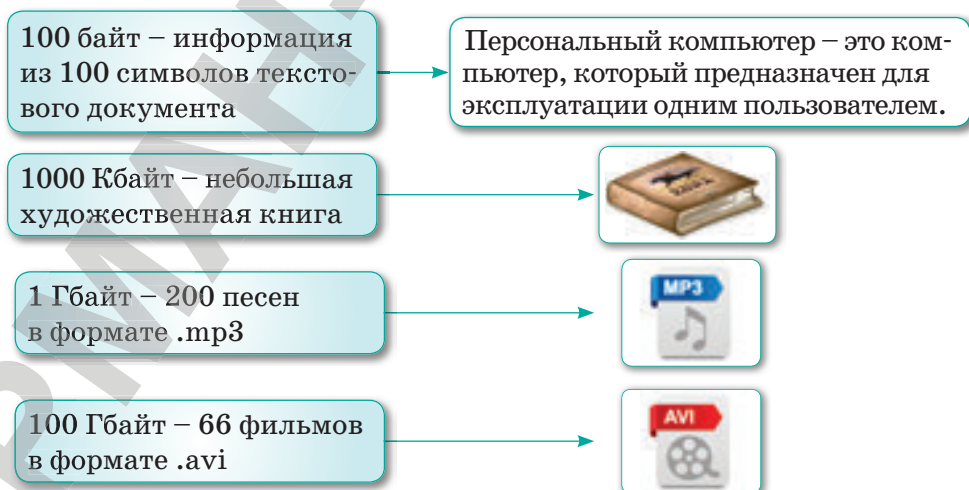 100 байт – информация
из 100 символов тексто-
вого документа
Персональный компьютер – это ком-
пьютер, который предназначен для
эксплуатации одним пользователем.
1000 Кбайт – небольшая
художественная книга
1 Гбайт – 200 песен
в формате .mp3
MP3
100 Гбайт – 66 фильмов
в формате .avi
AVI